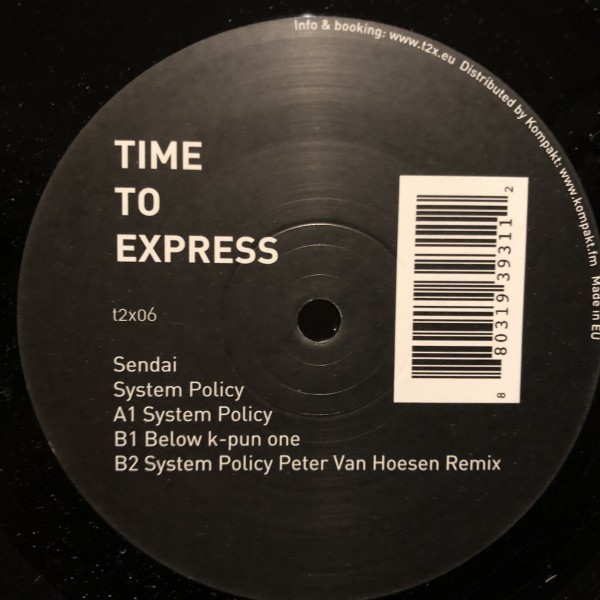 Info & booking: www.t2x.eu Distributed by Kompakt: www.kompakt.fm Made in EU
TIME
TO
EXPRESS
t2x06
Sendai
System Policy
A1 System Policy
B1 Below k-pun one
B2 System Policy Peter Van Hoesen Remix
8 80319 39311 2